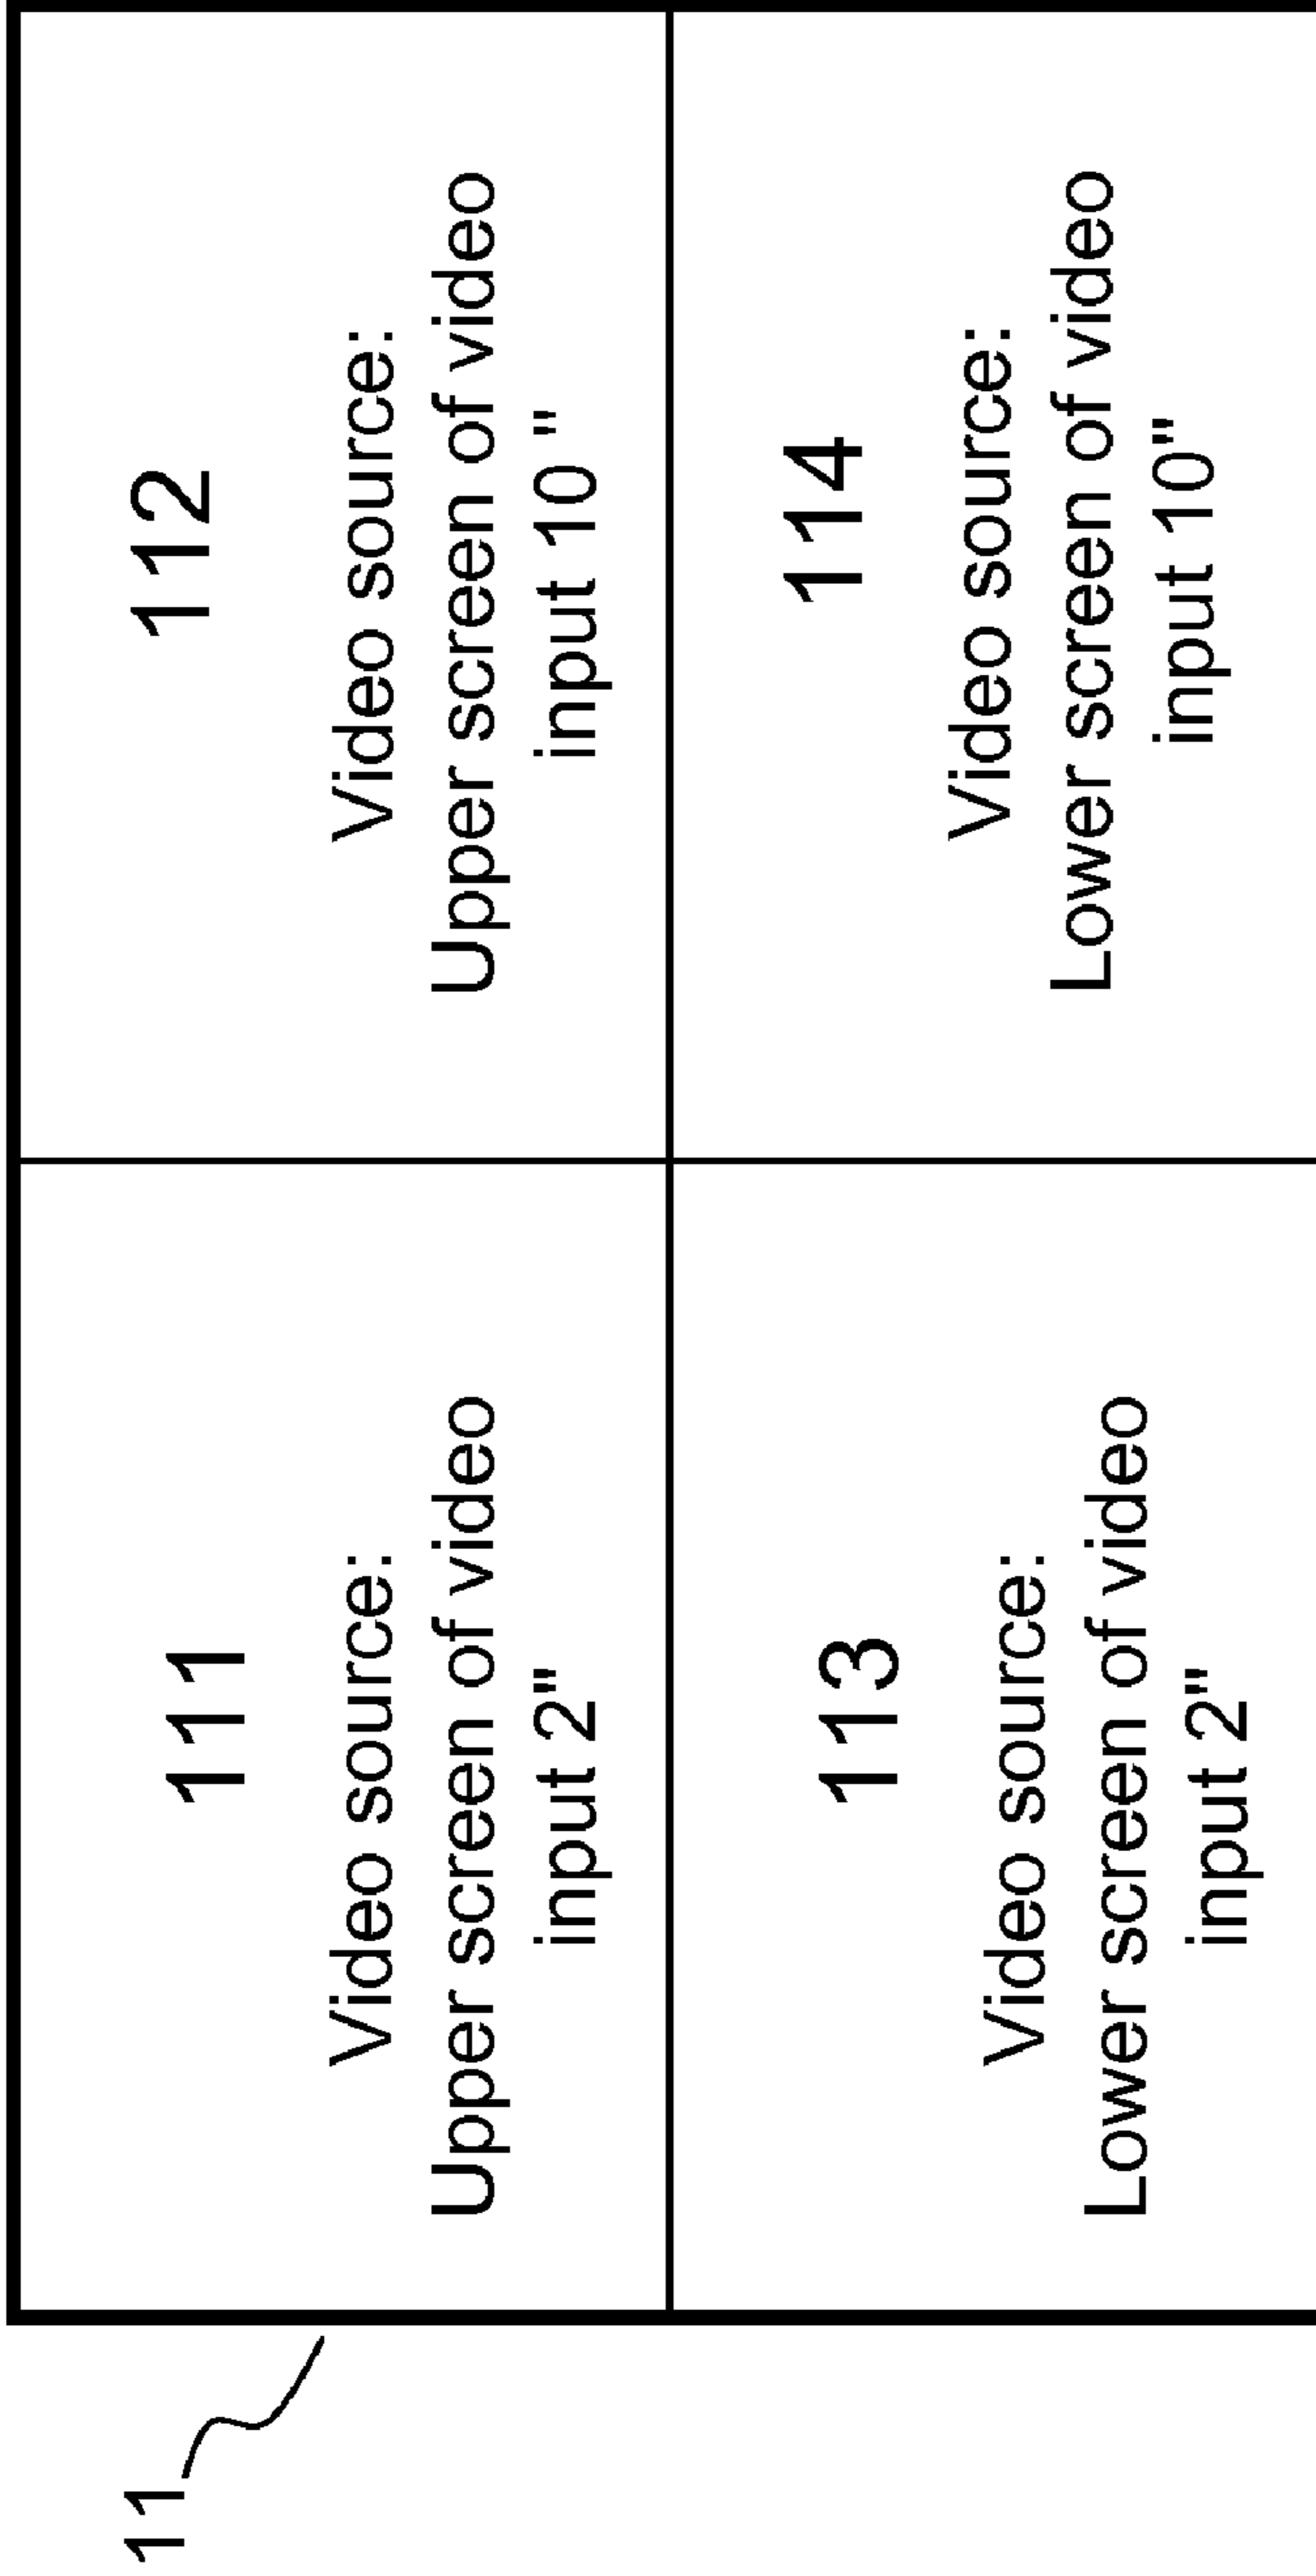 11
111
Video source:
Upper screen of video
input 2"
112
Video source:
Upper screen of video
input 10 "
113
Video source:
Lower screen of video
input 2"
114
Video source:
Lower screen of video
input 10"